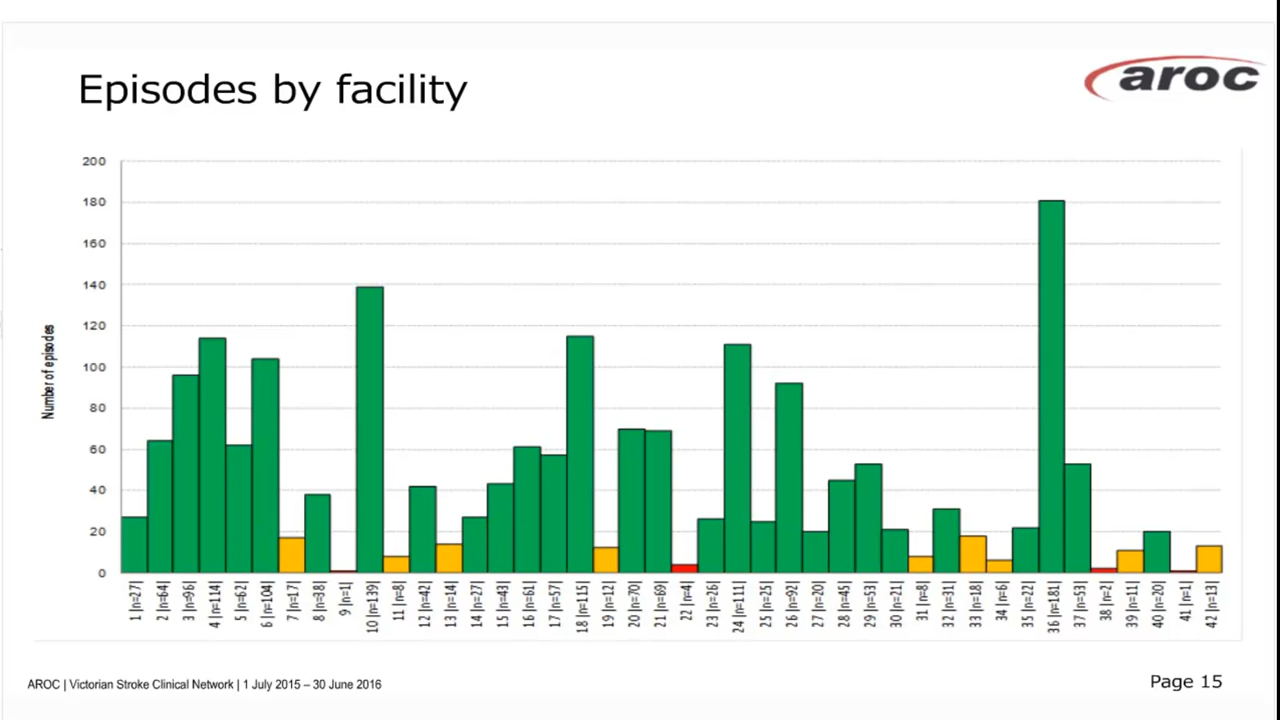 Episodes by facility
aroc
200
180
160
140
120
100
80
60
40
20
0
Number of episodes
1 |n=27|
2 |n=64|
3 |n=96|
4 |n=114|
5 |n=62|
6 |n=104|
7 |n=17|
8 |n=38|
9 |n=1|
10 |n=139|
11 |n=8|
12 |n=42|
13 |n=14|
14 |n=27|
15 |n=43|
16 |n=61|
17 |n=57|
18 |n=115|
19 |n=12|
20 |n=70|
21 |n=69|
22 |n=4|
23 |n=26|
24 |n=111|
25 |n=25|
26 |n=92|
27 |n=20|
28 |n=45|
29 |n=53|
30 |n=21|
31 |n=8|
32 |n=31|
33 |n=18|
34 |n=6|
35 |n=22|
36 |n=181|
37 |n=53|
38 |n=2|
39 |n=11|
40 |n=20|
41 |n=1|
42 |n=13|
AROC | Victorian Stroke Clinical Network | 1 July 2015 – 30 June 2016
Page 15